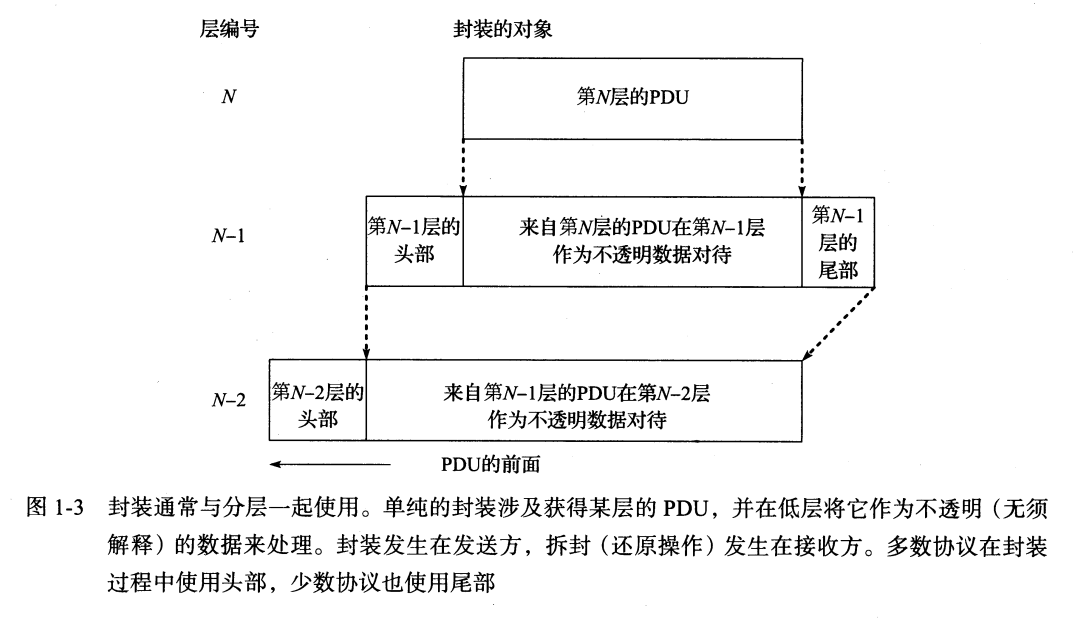 层编号 封装的对象
N 第N层的PDU
N–1 第N–1层的 来自第N层的PDU在第N–1层 第N–1
头部 作为不透明数据对待 层的
尾部
N–2 第N–2层的 来自第N–1层的PDU在第N–2层
头部 作为不透明数据对待
PDU的前面
图 1-3 封装通常与分层一起使用。单纯的封装涉及获得某层的 PDU，并在低层将它作为不透明（无须
解释）的数据来处理。封装发生在发送方，拆封（还原操作）发生在接收方。多数协议在封装
过程中使用头部，少数协议也使用尾部